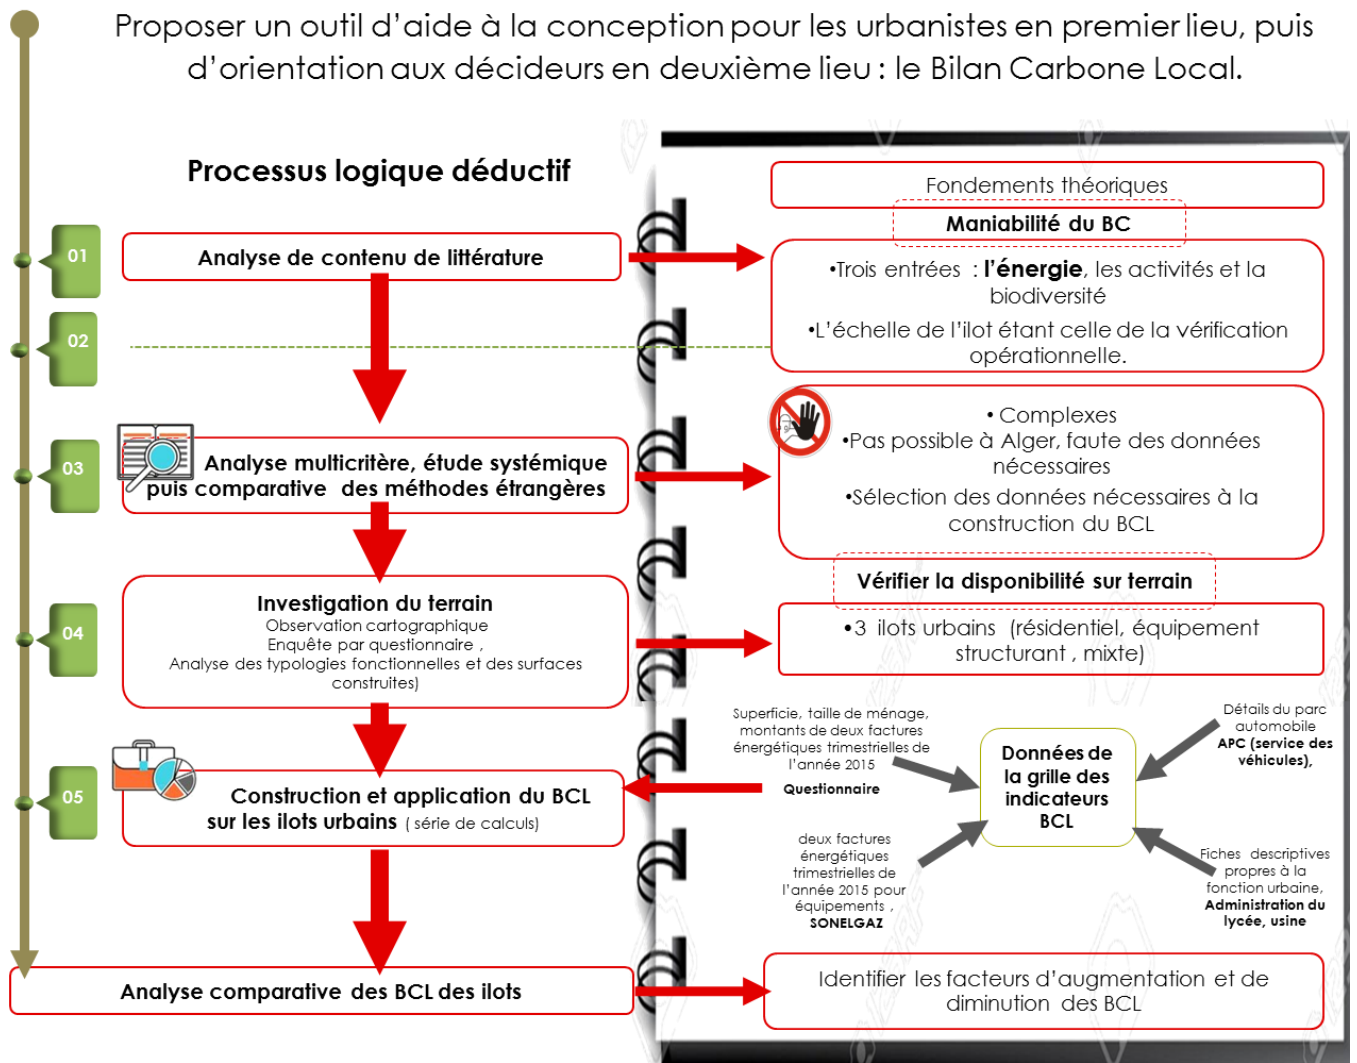 Proposer un outil d'aide à la conception pour les urbanistes en premier lieu, puis
d'orientation aux décideurs en deuxième lieu : le Bilan Carbone Local.
Processus logique déductif
Fondements théoriques
Maniabilité du BC
01
Analyse de contenu de littérature
•Trois entrées : l'énergie, les activités et la
biodiversité
•L'échelle de l'ilot étant celle de la vérification
opérationnelle.
02
03
Analyse multicritère, étude systémique
puis comparative des méthodes étrangères
• Complexes
•Pas possible à Alger, faute des données
nécessaires
•Sélection des données nécessaires à la
construction du BCL
Vérifier la disponibilité sur terrain
04
Investigation du terrain
Observation cartographique
Enquête par questionnaire ,
Analyse des typologies fonctionnelles et des surfaces
construites)
•3 ilots urbains (résidentiel, équipement
structurant , mixte)
Superficie, taille de ménage,
montants de deux factures
énergétiques trimestrielles de
l'année 2015
Questionnaire
Données de
la grille des
indicateurs
BCL
Détails du parc
automobile
APC (service des
véhicules),
05
Construction et application du BCL
sur les ilots urbains ( série de calculs)
deux factures
énergétiques
trimestrielles de
l'année 2015 pour
équipements ,
SONELGAZ
Fiches descriptives
propres à la
fonction urbaine,
Administration du
lycée, usine
Analyse comparative des BCL des ilots
Identifier les facteurs d'augmentation et de
diminution des BCL